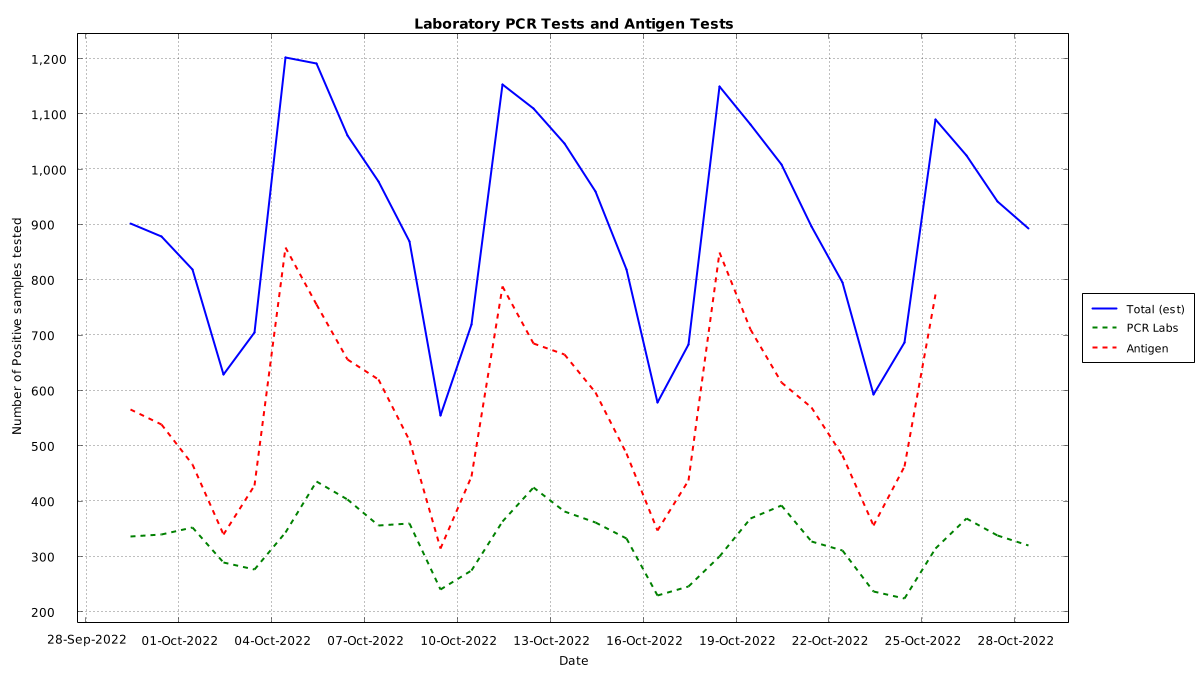 Laboratory PCR Tests and Antigen Tests
1,200
1,100
1,000
900
800
700
600
500
400
300
200
Number of Positive samples tested
28-Sep-2022 01-Oct-2022 04-Oct-2022 07-Oct-2022 10-Oct-2022 13-Oct-2022 16-Oct-2022 19-Oct-2022 22-Oct-2022 25-Oct-2022 28-Oct-2022
Date
Total (est)
PCR Labs
Antigen